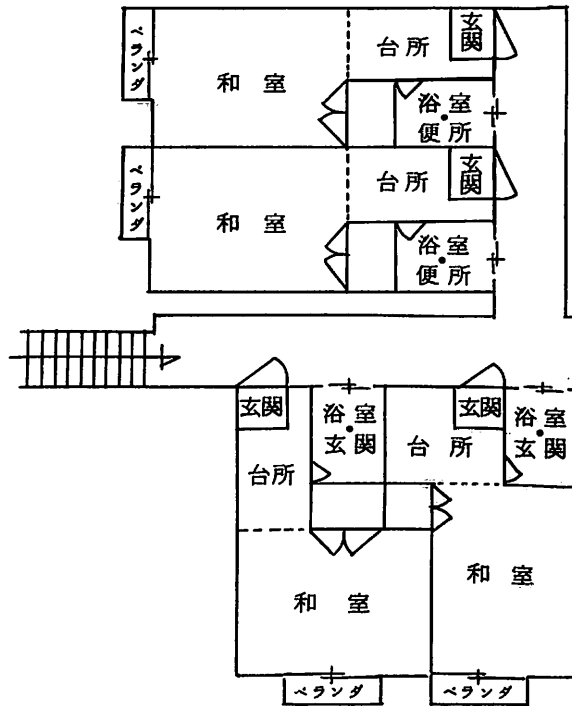 ベランダ
和室
台所
玄関
浴室・便所
ベランダ
和室
台所
玄関
浴室・便所
玄関
浴室・玄関
台所
玄関
浴室・玄関
台所
和室
和室
ベランダ
ベランダ